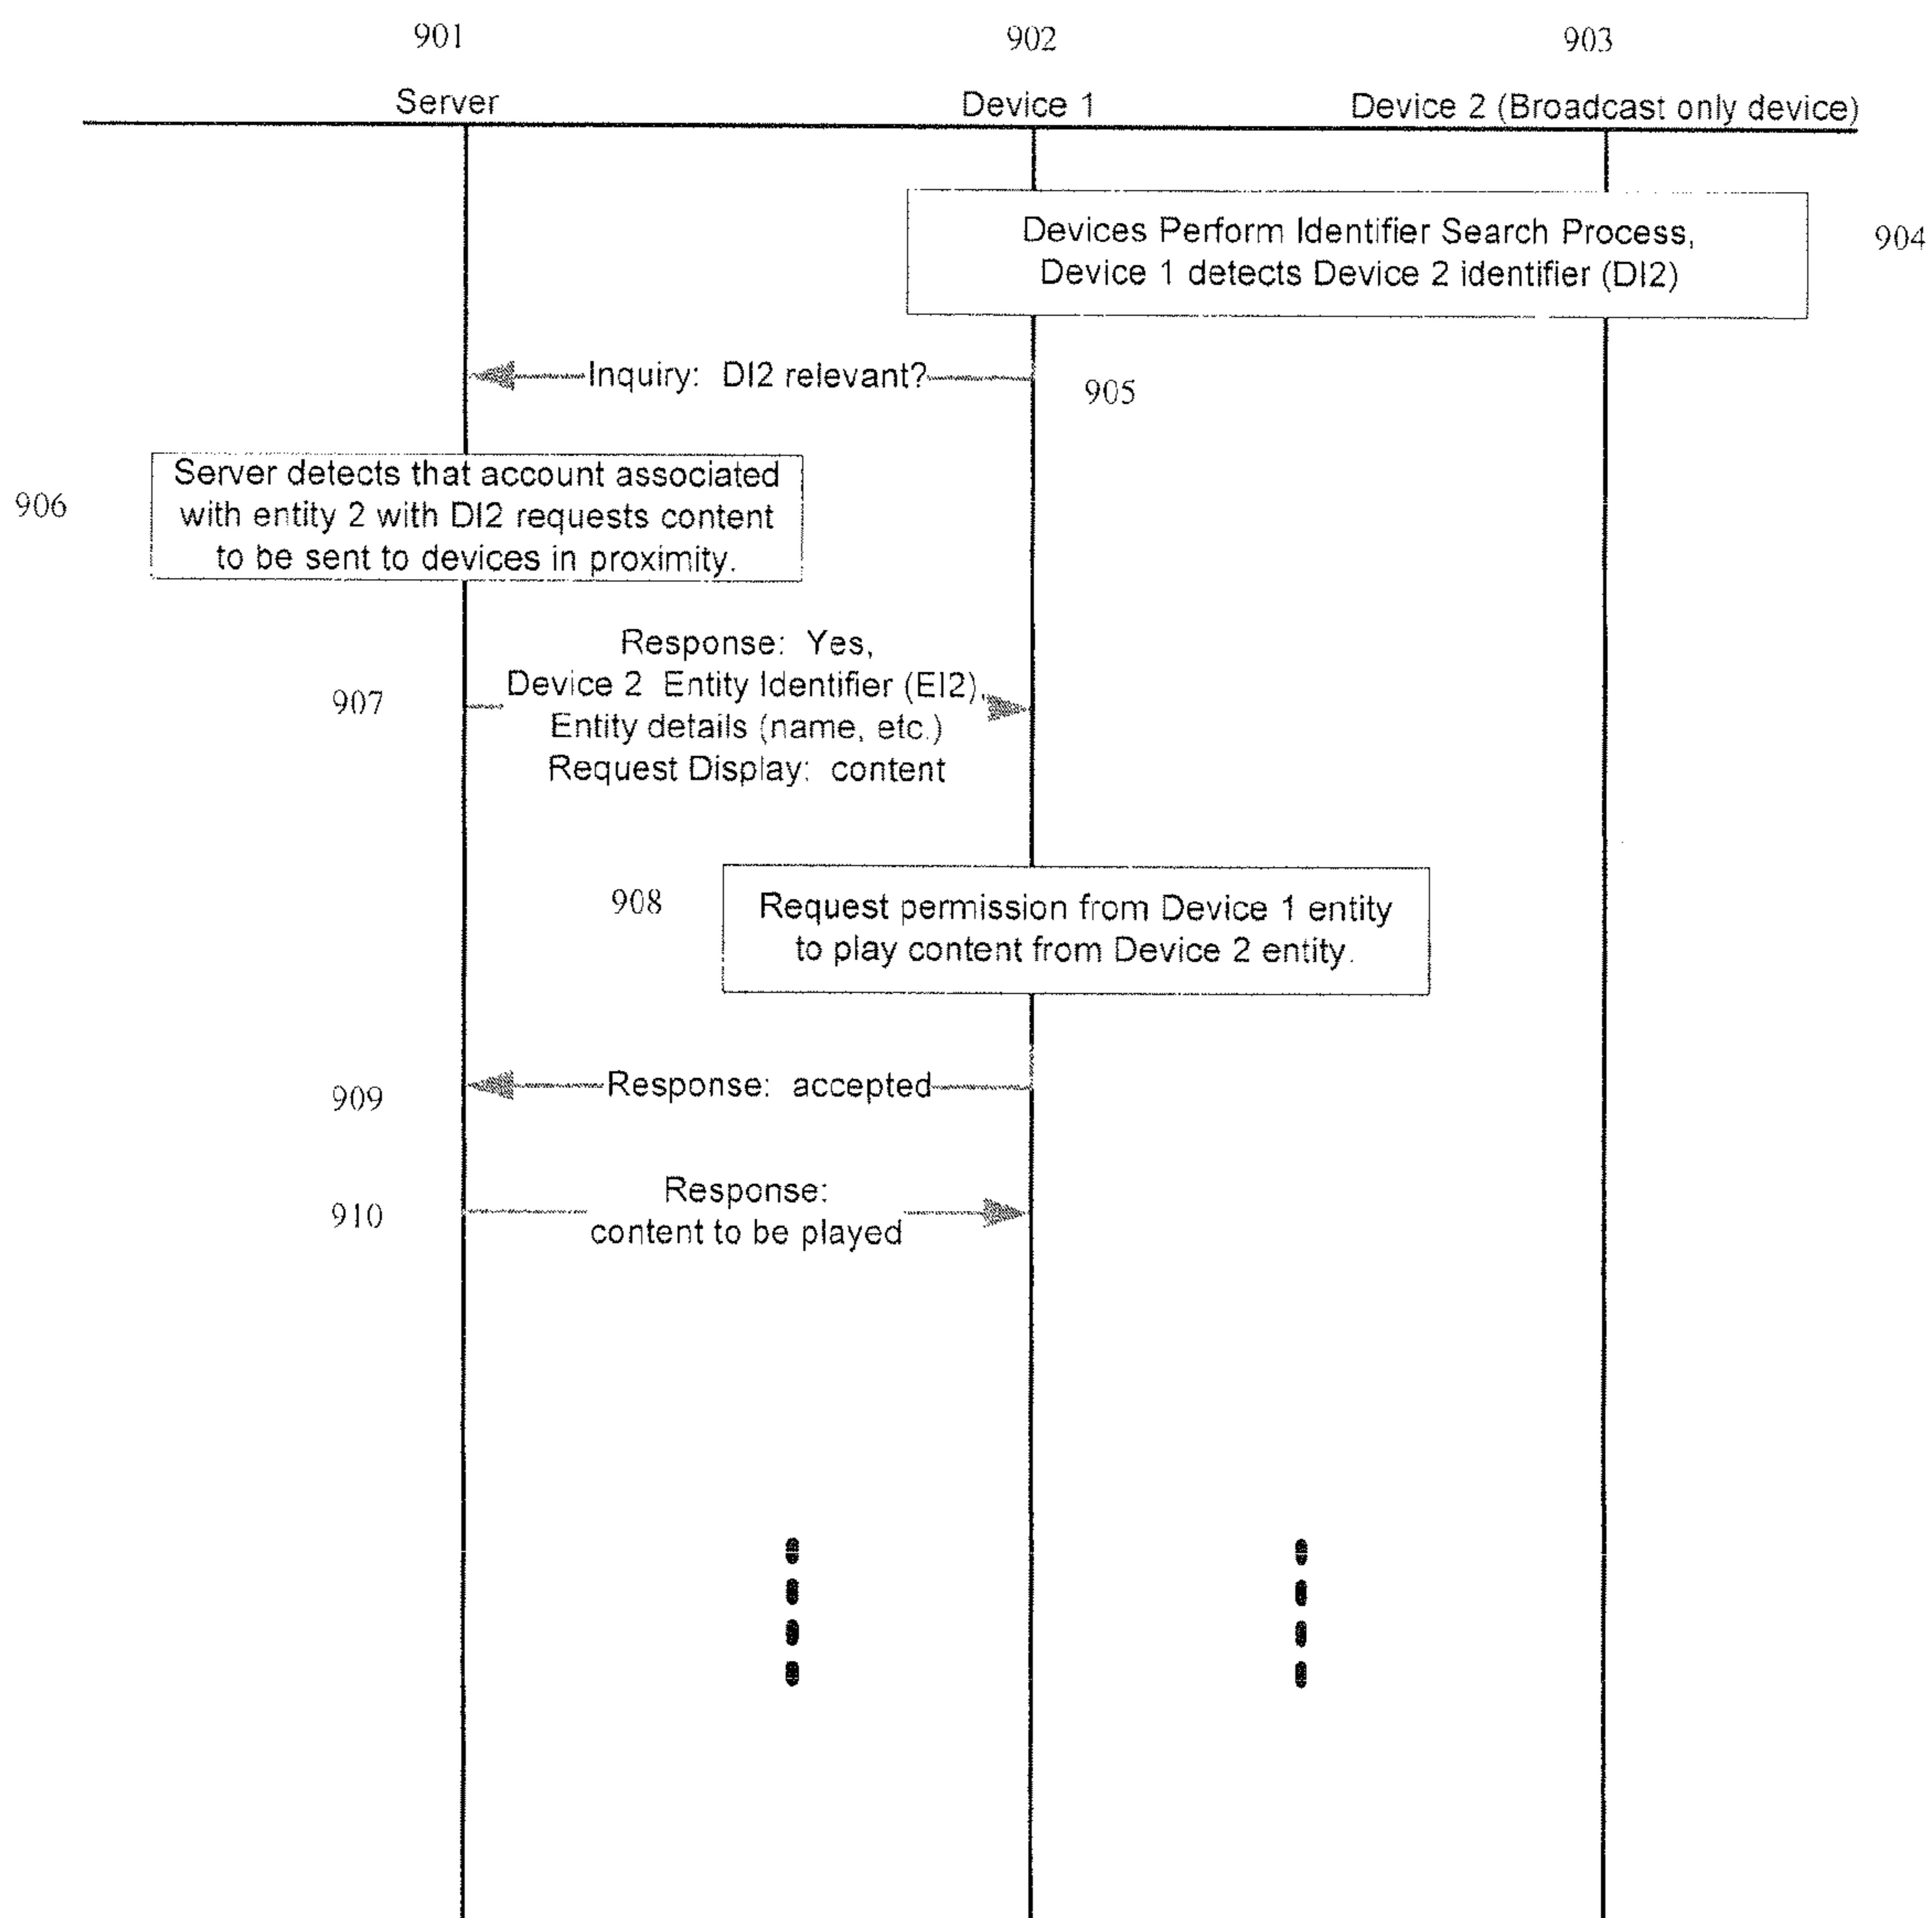 901
902
903
Server
Device 1
Device 2 (Broadcast only device)
Devices Perform Identifier Search Process,
Device 1 detects Device 2 identifier (DI2)
904
Inquiry: DI2 relevant?
905
906
Server detects that account associated
with entity 2 with DI2 requests content
to be sent to devices in proximity.
907
Response: Yes,
Device 2 Entity Identifier (EI2),
Entity details (name, etc.)
Request Display: content
908
Request permission from Device 1 entity
to play content from Device 2 entity.
909
Response: accepted
910
Response:
content to be played